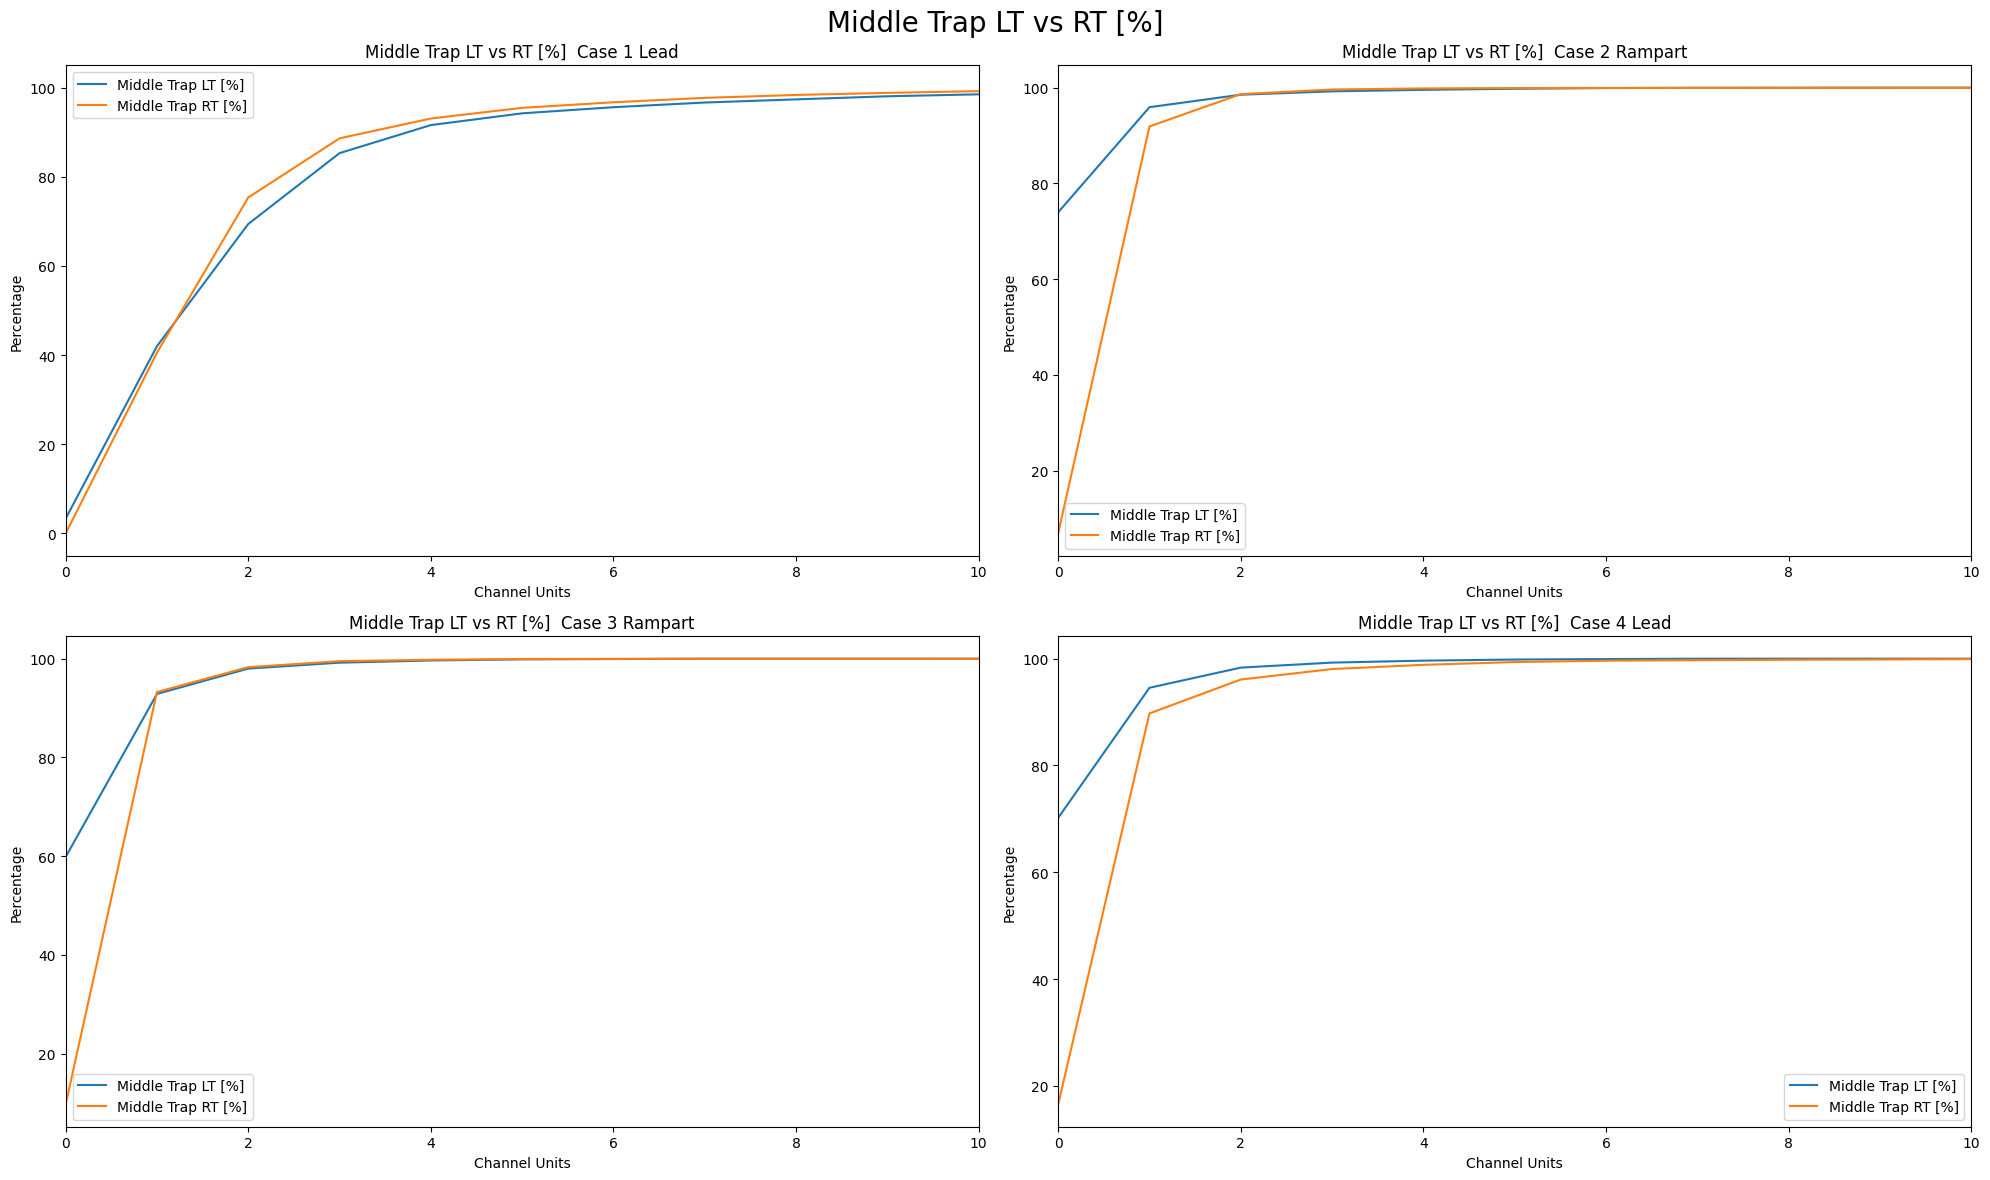 Middle Trap LT vs RT [%]
Middle Trap LT vs RT [%]  Case 1 Lead
Percentage
100
80
60
40
20
0
Middle Trap LT [%]
Middle Trap RT [%]
0 2 4 6 8 10
Channel Units
Middle Trap LT vs RT [%]  Case 2 Rampart
Percentage
100
80
60
40
20
Middle Trap LT [%]
Middle Trap RT [%]
0 2 4 6 8 10
Channel Units
Middle Trap LT vs RT [%]  Case 3 Rampart
Percentage
100
80
60
40
20
Middle Trap LT [%]
Middle Trap RT [%]
0 2 4 6 8 10
Channel Units
Middle Trap LT vs RT [%]  Case 4 Lead
Percentage
100
80
60
40
20
Middle Trap LT [%]
Middle Trap RT [%]
0 2 4 6 8 10
Channel Units